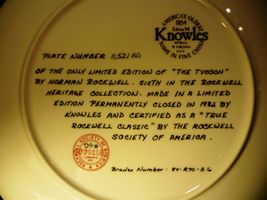 AMERICA'S OLDEST
1854
Edwin M.
Knowles
NEWELL
W. VIRGINIA
U.S.A.
NAME IN FINE CHINA
PLATE NUMBER 11,521 AD
OF THE ONLY LIMITED EDITION OF "THE TYCOON"
BY NORMAN ROCKWELL. SIXTH IN THE ROCKWELL
HERITAGE COLLECTION. MADE IN A LIMITED
EDITION PERMANENTLY CLOSED IN 1982 BY
KNOWLES AND CERTIFIED AS A "TRUE
ROCKWELL CLASSIC" BY THE ROCKWELL
SOCIETY OF AMERICA.
Bradex Number: 84-R70-3.6